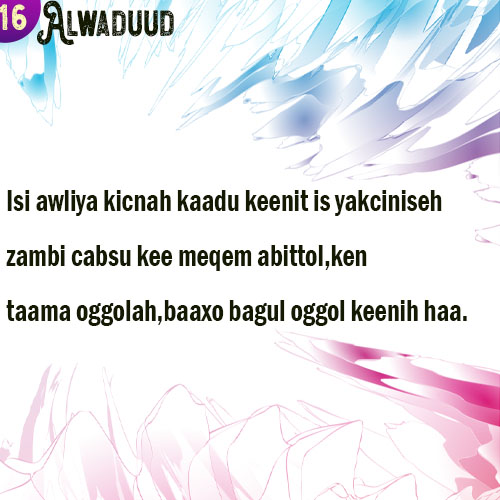 16 Alwaduud
Isi awliya kicnah kaadu keenit is yakciniseh
zambi cabsu kee meqem abittol,ken
taama oggolah,baaxo bagul oggol keenih haa.